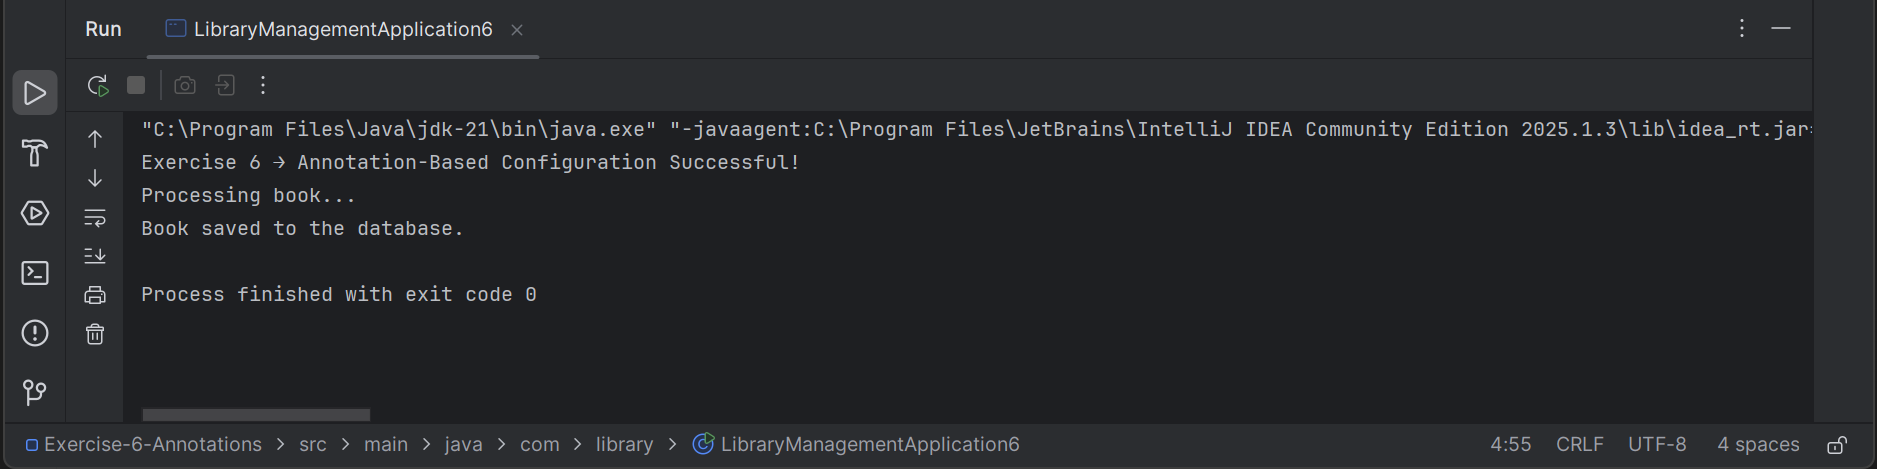 Run LibraryManagementApplication6
"C:\Program Files\Java\jdk-21\bin\java.exe" "-javaagent:C:\Program Files\JetBrains\IntelliJ IDEA Community Edition 2025.1.3\lib\idea_rt.jar
Exercise 6 → Annotation-Based Configuration Successful!
Processing book...
Book saved to the database.
Process finished with exit code 0
Exercise-6-Annotations > src > main > java > com > library > LibraryManagementApplication6 4:55 CRLF UTF-8 4 spaces